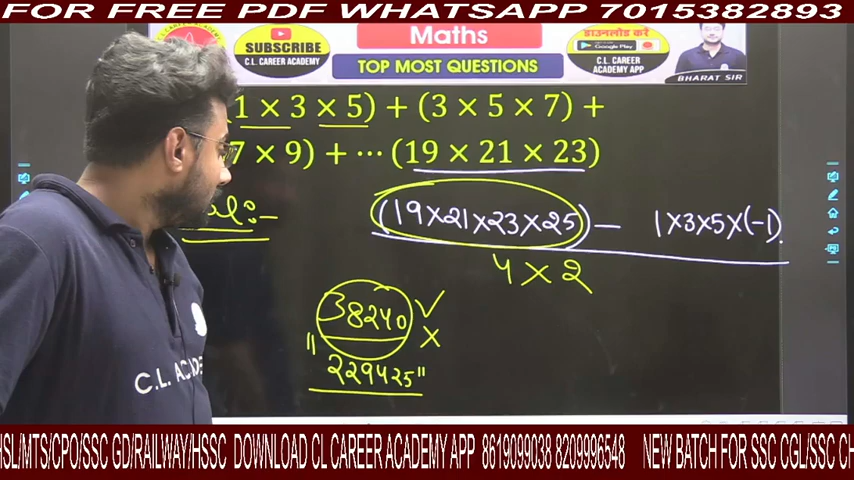 FOR FREE PDF WHATSAPP 7015382893
SUBSCRIBE
C.L. CAREER ACADEMY
Maths
TOP MOST QUESTIONS
डाउनलोड करें
Google Play
C.L. CAREER
ACADEMY APP
BHARAT SIR
(1 × 3 × 5) + (3 × 5 × 7) +
7 × 9) + ⋯ (19 × 21 × 23)
(19×21×23×25) − 1×3×5×(-1).
4 × 2
38240 ✓
×
"229425"
C.L. ACADE
HSL/MTS/CPO/SSC GD/RAILWAY/HSSC DOWNLOAD CL CAREER ACADEMY APP 8619099038 8209996548 NEW BATCH FOR SSC CGL/SSC CH